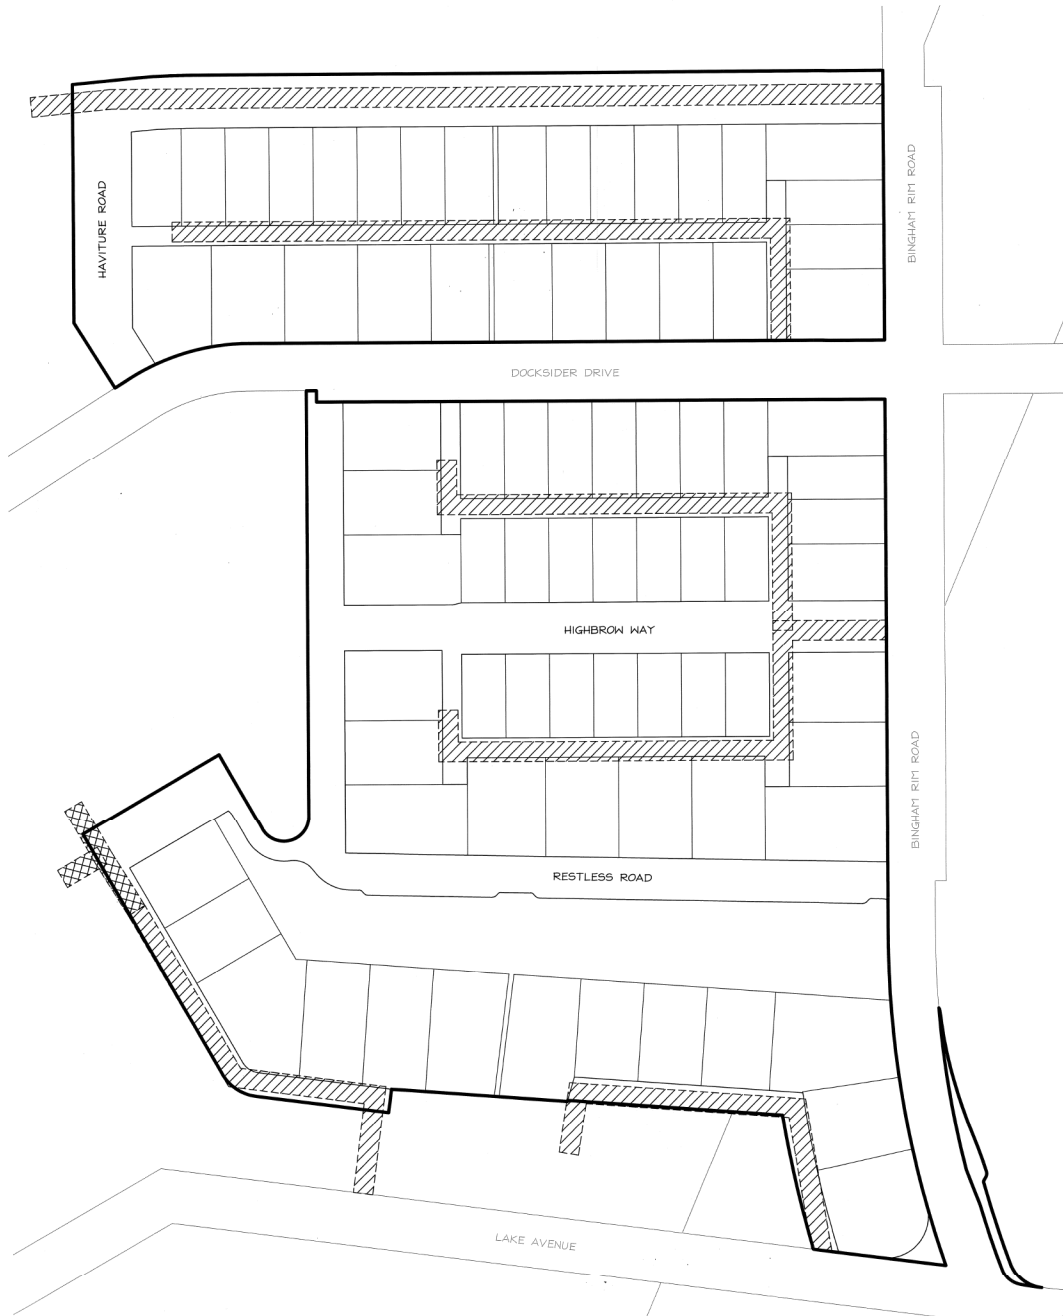 HAVITURE ROAD
BINGHAM RIM ROAD
DOCKSIDER DRIVE
HIGHBROW WAY
BINGHAM RIM ROAD
RESTLESS ROAD
LAKE AVENUE